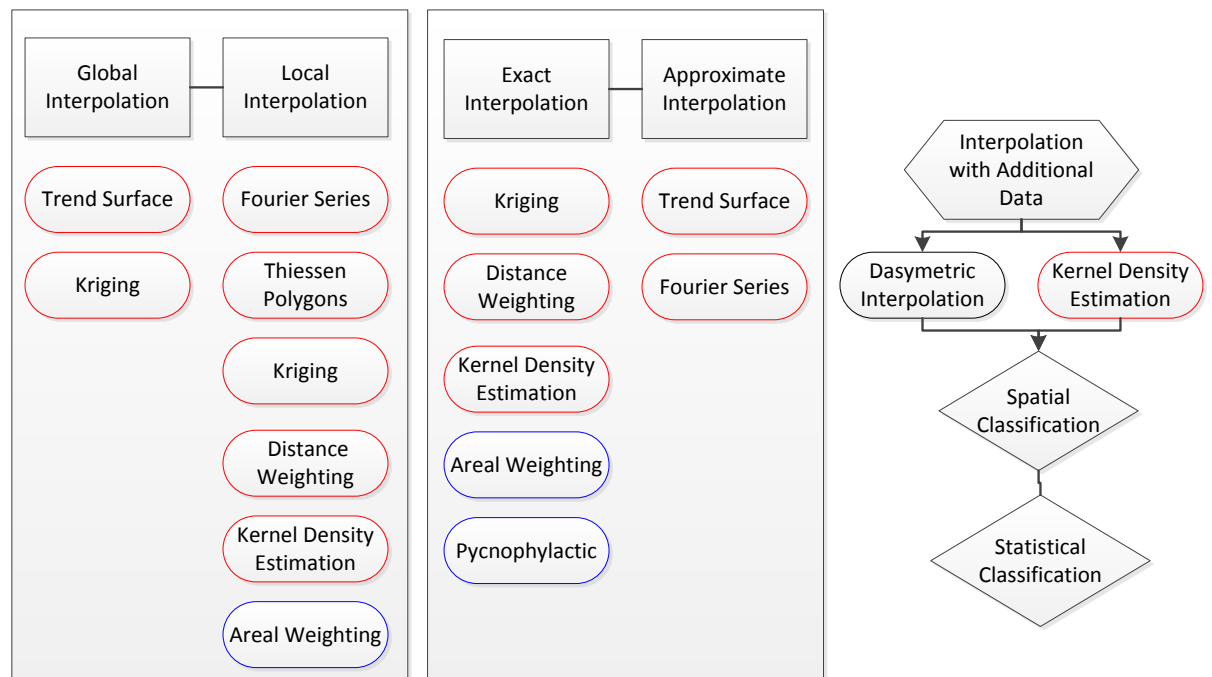 Global
Interpolation
Local
Interpolation
Trend Surface
Fourier Series
Kriging
Thiessen
Polygons
Kriging
Distance
Weighting
Kernel Density
Estimation
Areal Weighting
Exact
Interpolation
Approximate
Interpolation
Kriging
Trend Surface
Distance
Weighting
Fourier Series
Kernel Density
Estimation
Areal Weighting
Pycnophylactic
Interpolation
with Additional
Data
Dasymetric
Interpolation
Kernel Density
Estimation
Spatial
Classification
Statistical
Classification